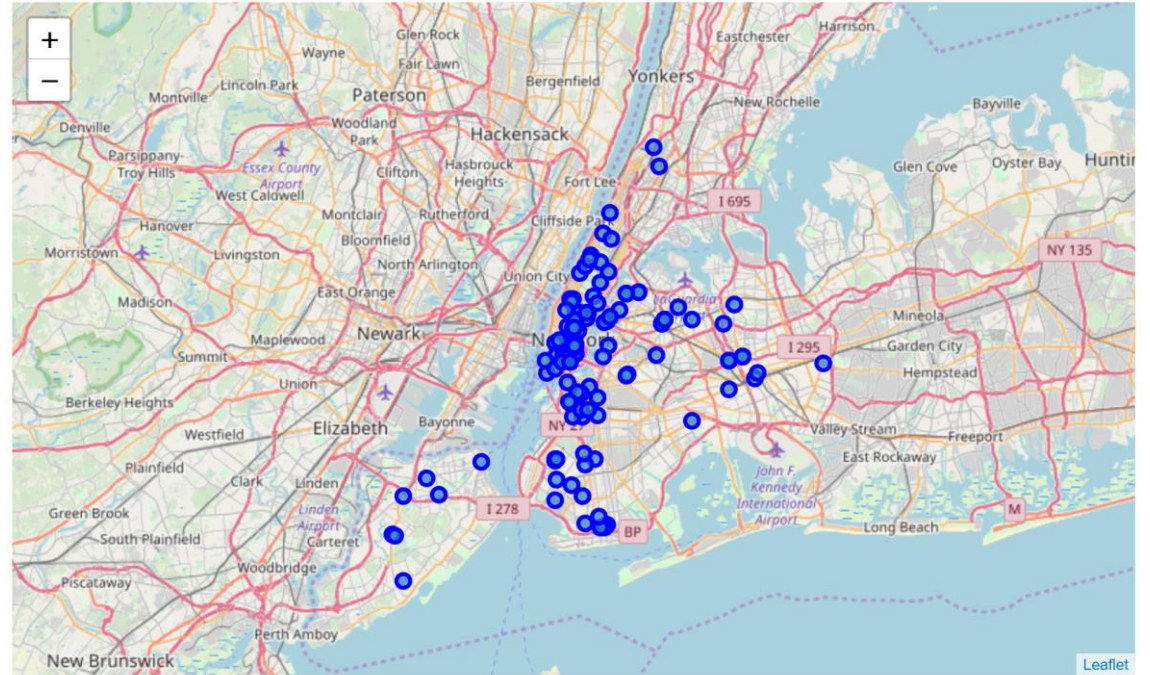 +
−
Harrison
Glen Rock
Eastchester
Wayne
Fair Lawn
Yonkers
Bergenfield
Lincoln Park
Montville
Paterson
New Rochelle
Bayville
Denville
Woodland
Park
Hackensack
Parsippany-
Troy Hills
Essex County
Airport
Clifton
Hasbrouck
Heights
Fort Lee
Glen Cove
Oyster Bay
West Caldwell
I 695
Montclair
Rutherford
Cliffside Park
Hanover
Bloomfield
Morristown
Livingston
North Arlington
NY 135
Union City
East Orange
Madison
LaGuardia
Mineola
Newark
Maplewood
I 295
Garden City
Summit
Hempstead
Union
Berkeley Heights
Bayonne
NY 27
Elizabeth
Valley Stream
Freeport
Westfield
East Rockaway
Plainfield
John F.
Kennedy
International
Airport
Clark
Linden
I 278
M
Green Brook
Linden
Airport
Long Beach
BP
South Plainfield
Carteret
Woodbridge
Piscataway
Perth Amboy
New Brunswick
Leaflet